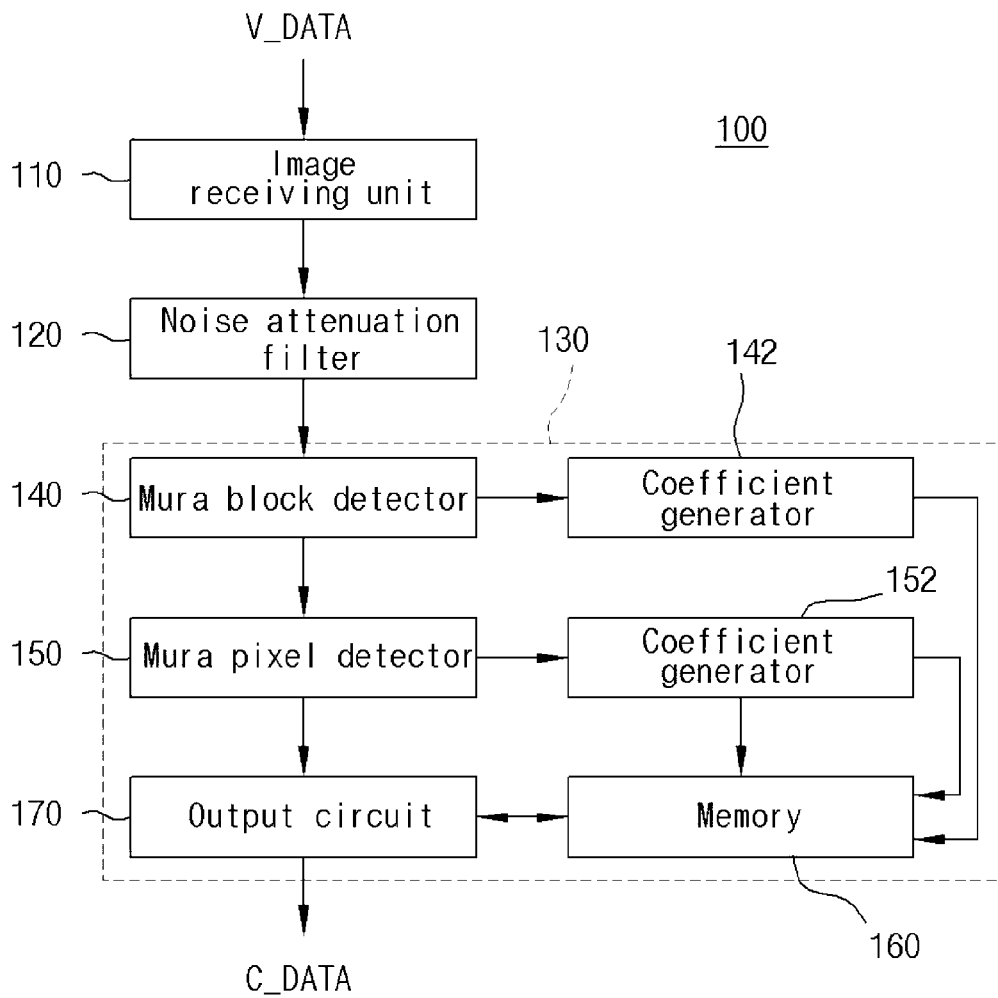 V_DATA
100
110
Image
receiving unit
120
Noise attenuation
filter
130
142
140
Mura block detector
Coefficient
generator
152
150
Mura pixel detector
Coefficient
generator
170
Output circuit
Memory
160
C_DATA